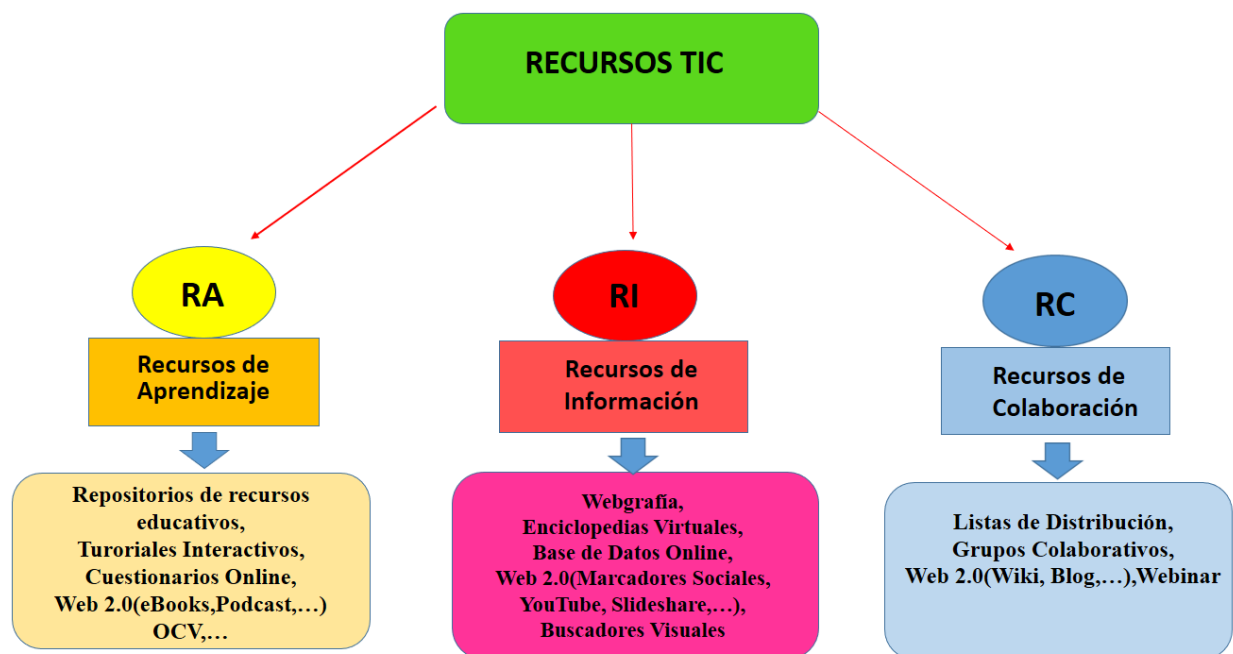 RECURSOS TIC
RA
Recursos de
Aprendizaje
Repositorios de recursos
educativos,
Turoriales Interactivos,
Cuestionarios Online,
Web 2.0(eBooks,Podcast,…)
OCV,…
RI
Recursos de
Información
Webgrafía,
Enciclopedias Virtuales,
Base de Datos Online,
Web 2.0(Marcadores Sociales,
YouTube, Slideshare,…),
Buscadores Visuales
RC
Recursos de
Colaboración
Listas de Distribución,
Grupos Colaborativos,
Web 2.0(Wiki, Blog,…),Webinar